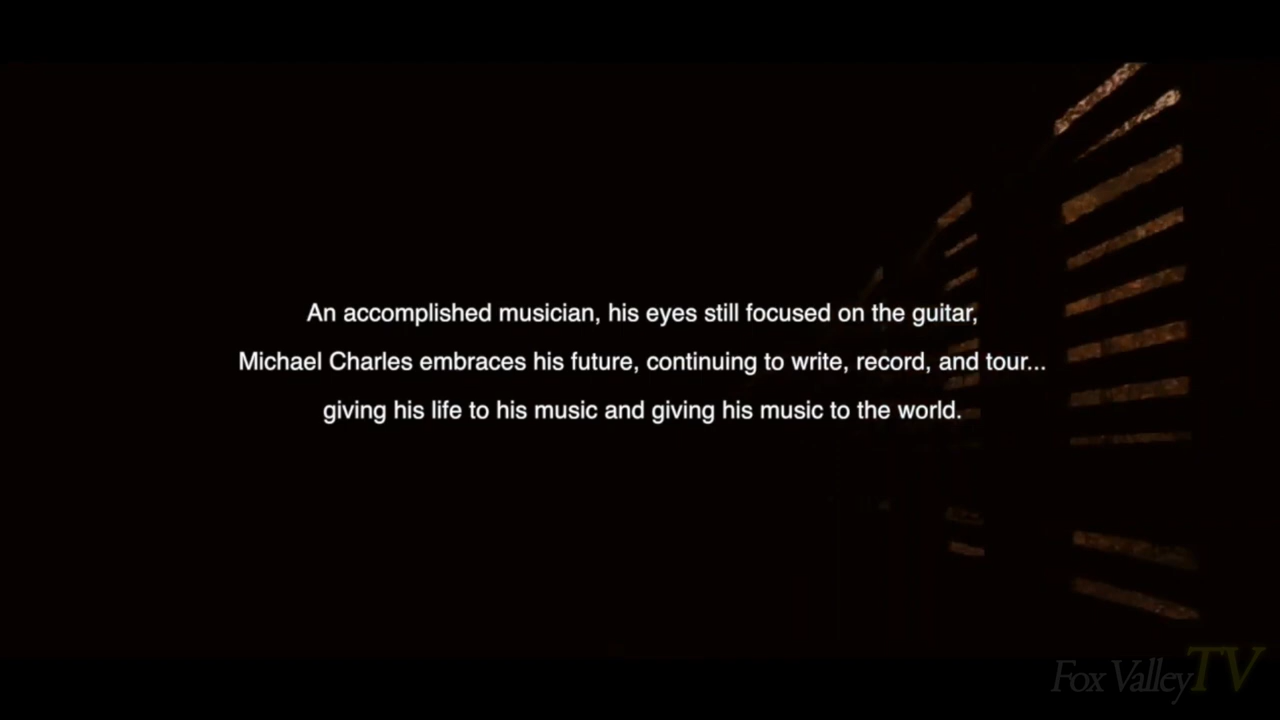 An accomplished musician, his eyes still focused on the guitar,
Michael Charles embraces his future, continuing to write, record, and tour...
giving his life to his music and giving his music to the world.
Fox Valley TV